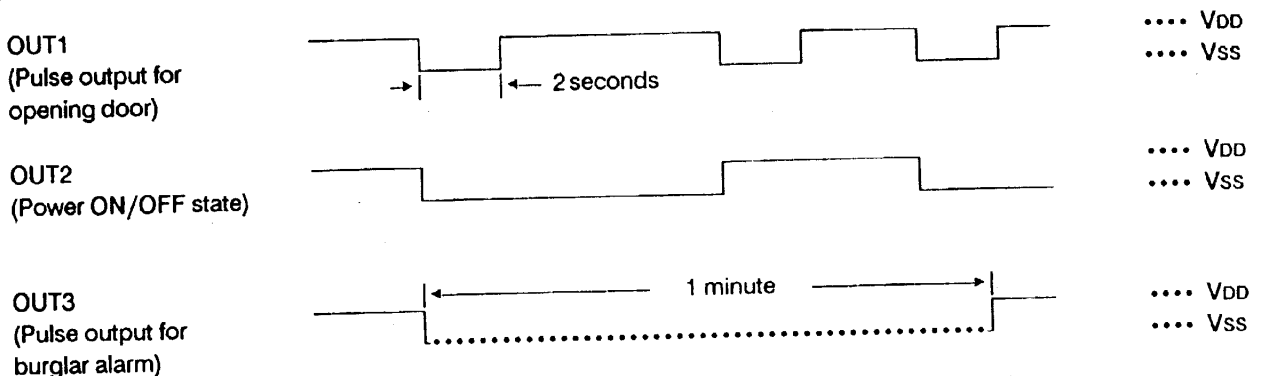 OUT1
(Pulse output for
opening door)
2 seconds
.... VDD
.... VSS
OUT2
(Power ON/OFF state)
.... VDD
.... VSS
OUT3
(Pulse output for
burglar alarm)
1 minute
.... VDD
.... VSS